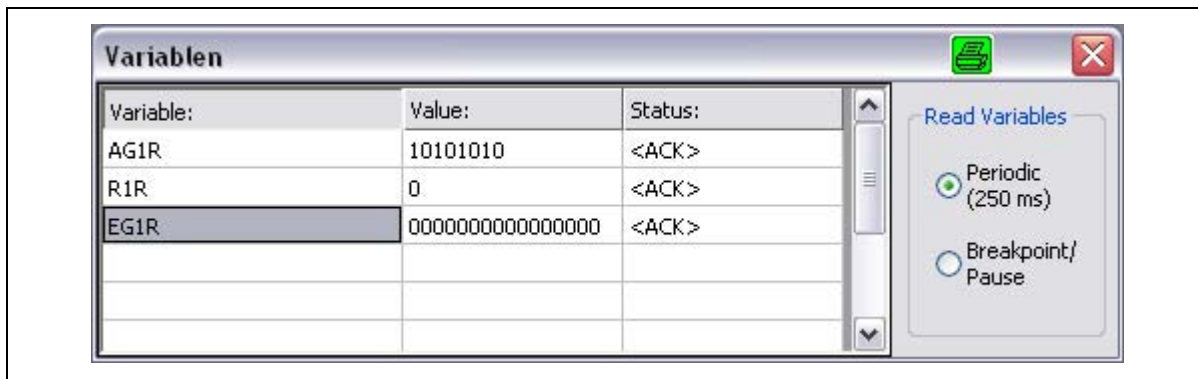 Variablen
Variable: Value: Status:
AG1R 10101010 <ACK>
R1R 0 <ACK>
EG1R 0000000000000000 <ACK>
Read Variables
Periodic
(250 ms)
Breakpoint/
Pause